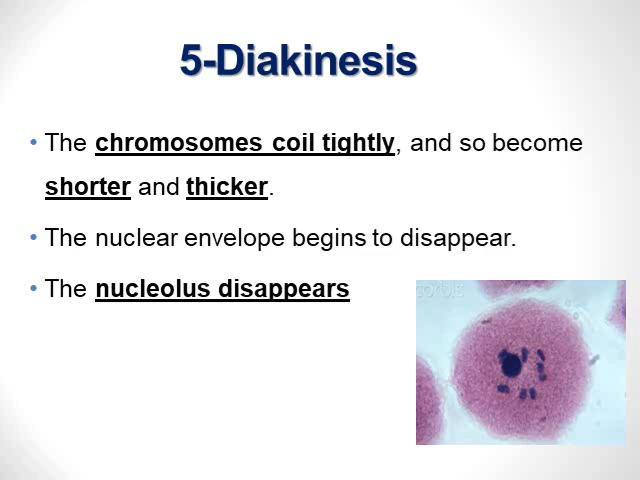 5-Diakinesis
• The chromosomes coil tightly, and so become
shorter and thicker.
• The nuclear envelope begins to disappear.
• The nucleolus disappears
corbis